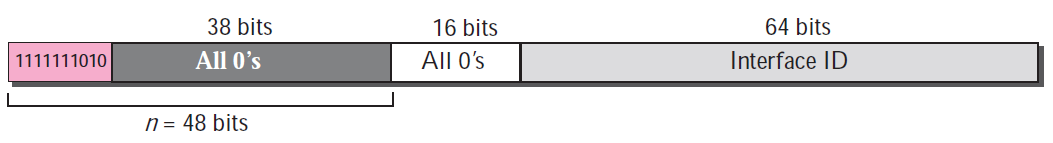 38 bits 16 bits 64 bits
1111111010 All 0's All 0's Interface ID
n = 48 bits